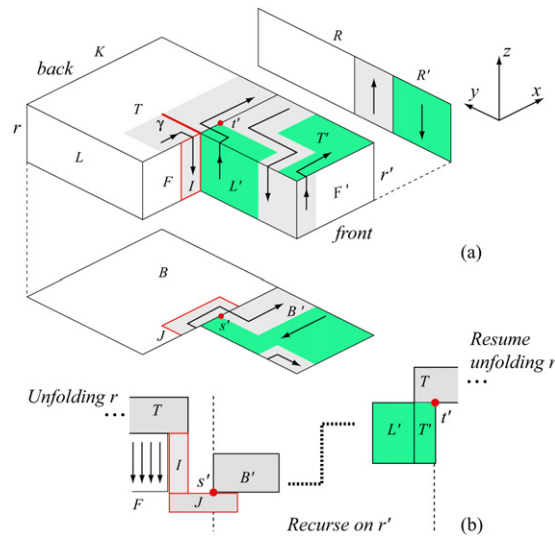 K
R
z
back
R'
y
x
T
γ
t'
r
L
T'
F
I
L'
F'
r'
front
(a)
B
B'
J
s'
Resume
unfolding r
Unfolding r
T
...
T
...
t'
L'
T'
I
s'
B'
F
J
Recurse on r'
(b)